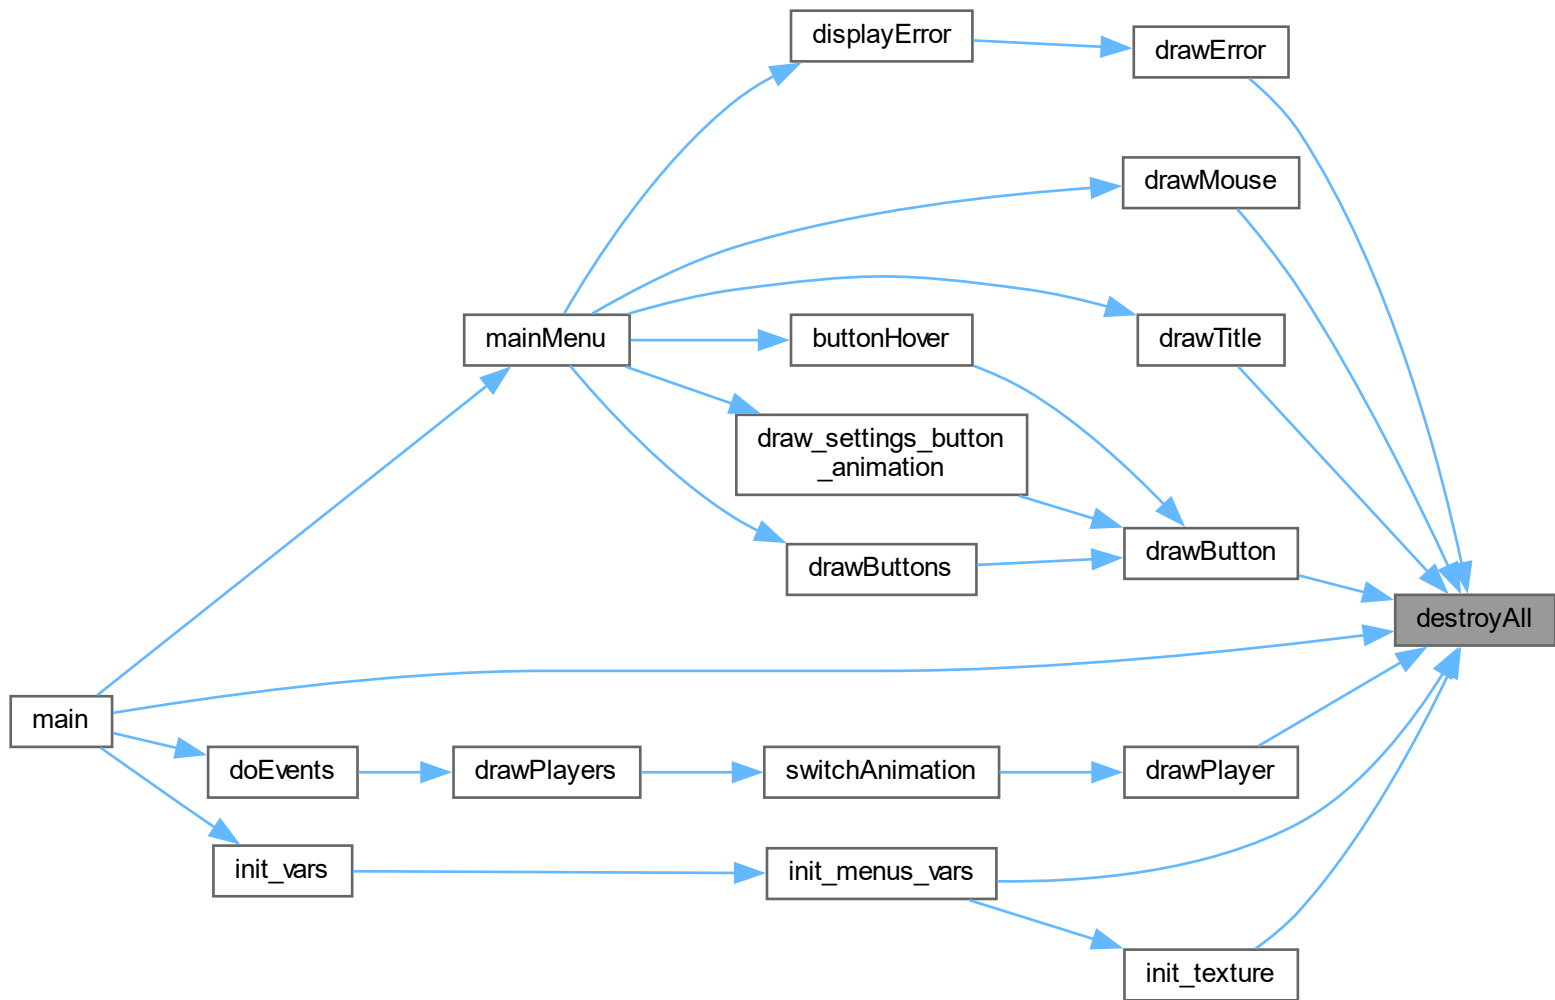 displayError
drawError
drawMouse
mainMenu
buttonHover
drawTitle
draw_settings_button
_animation
drawButton
drawButtons
destroyAll
main
doEvents
drawPlayers
switchAnimation
drawPlayer
init_vars
init_menus_vars
init_texture